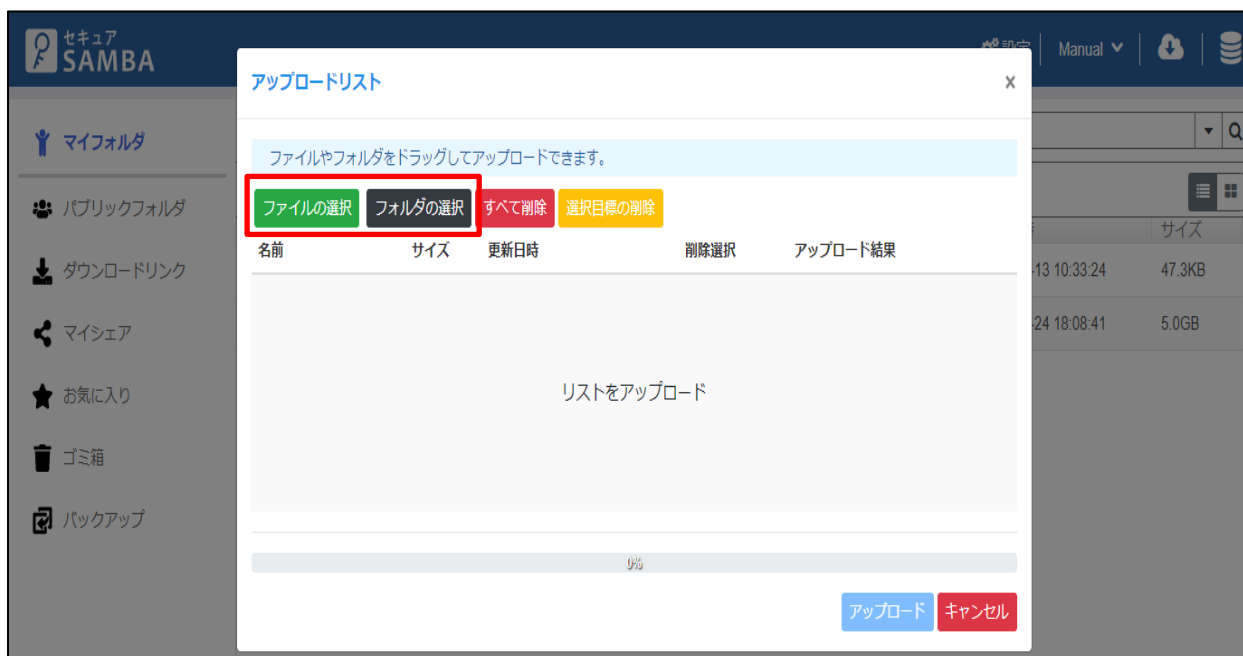 セキュア
SAMBA
設定
Manual
アップロードリスト
×
マイフォルダ
ファイルやフォルダをドラッグしてアップロードできます。
パブリックフォルダ
ファイルの選択 フォルダの選択 すべて削除 選択目標の削除
サイズ
名前 サイズ 更新日時 削除選択 アップロード結果
ダウンロードリンク
-13 10:33:24 47.3KB
マイシェア
-24 18:08:41 5.0GB
リストをアップロード
お気に入り
ゴミ箱
バックアップ
0%
アップロード キャンセル